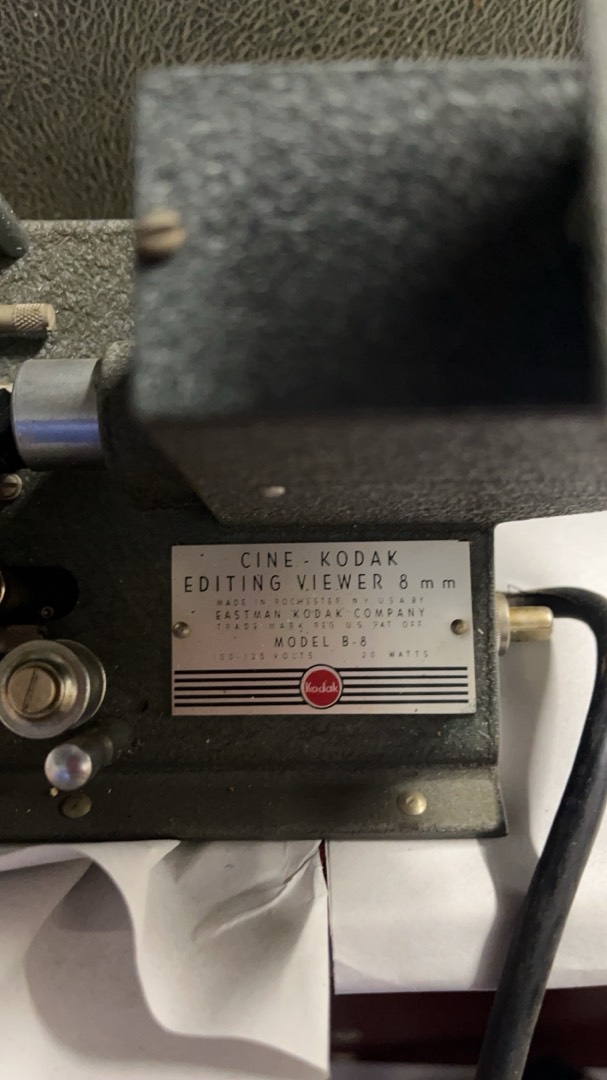 CINE-KODAK
EDITING VIEWER 8 mm
MADE IN ROCHESTER, N.Y. U.S.A. BY
EASTMAN KODAK COMPANY
TRADE MARK REG. U.S. PAT. OFF.
MODEL B-8
100-125 VOLTS 20 WATTS
Kodak